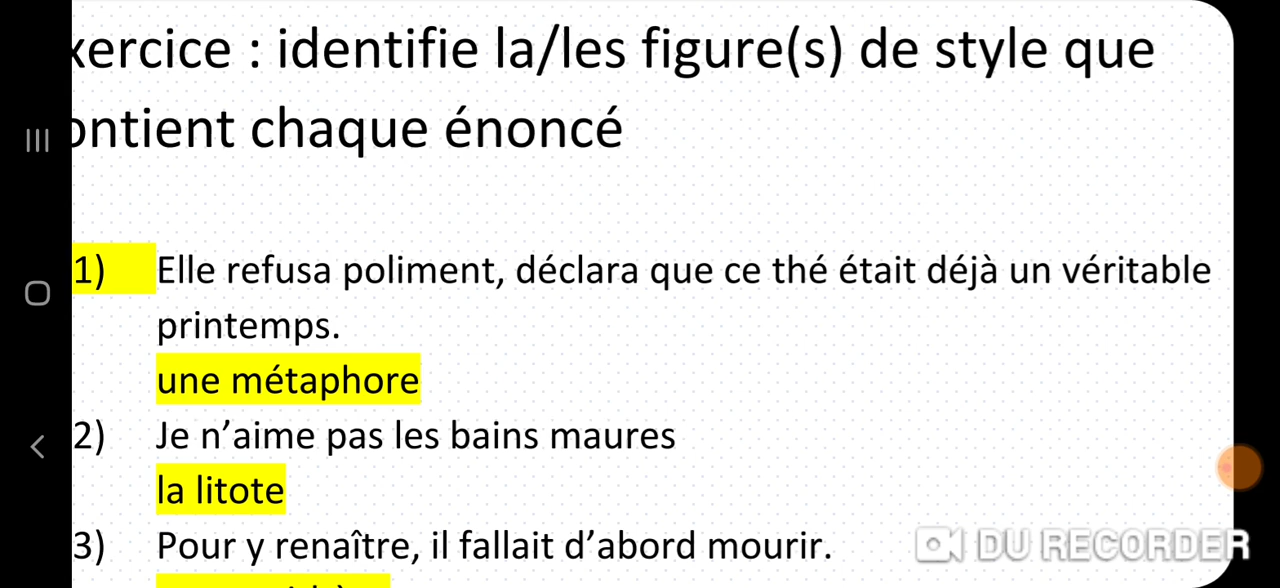 xercice : identifie la/les figure(s) de style que
ontient chaque énoncé
1) Elle refusa poliment, déclara que ce thé était déjà un véritable
printemps.
une métaphore
2) Je n’aime pas les bains maures
la litote
3) Pour y renaître, il fallait d’abord mourir.
DU RECORDER